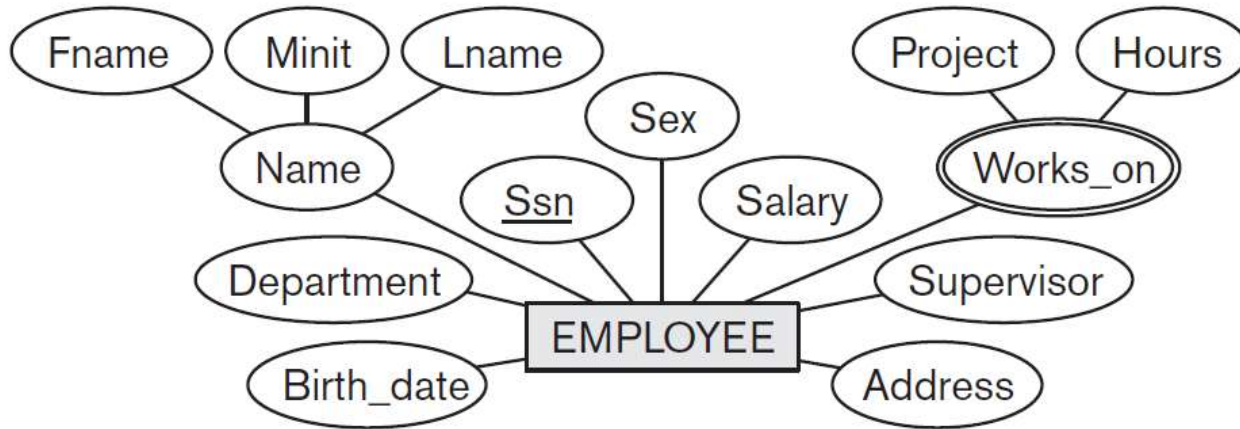 Fname Minit Lname Project Hours
Sex
Name Works_on
Ssn Salary
Department Supervisor
EMPLOYEE
Birth_date Address